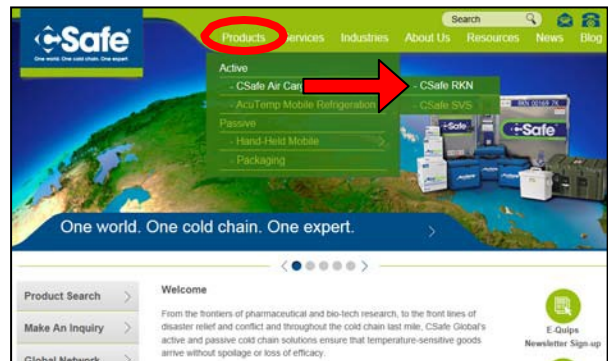 Search
CSafe
One world. One cold chain. One expert.
Products Services Industries About Us Resources News Blog
Active
- CSafe Air Car
- CSafe RKN
- AcuTemp Mobile Refrigeration
- CSafe SVS
Passive
- Hand-Held Mobile
- Packaging
RKN 00169 7K
CSafe
CSafe
One world. One cold chain. One expert.
Product Search
Make An Inquiry
Global Network
Welcome
From the frontiers of pharmaceutical and bio-tech research, to the front lines of
disaster relief and conflict and throughout the cold chain last mile, CSafe Global's
active and passive cold chain solutions ensure that temperature-sensitive goods
arrive without spoilage or loss of efficacy.
E-Quips
Newsletter Sign-up